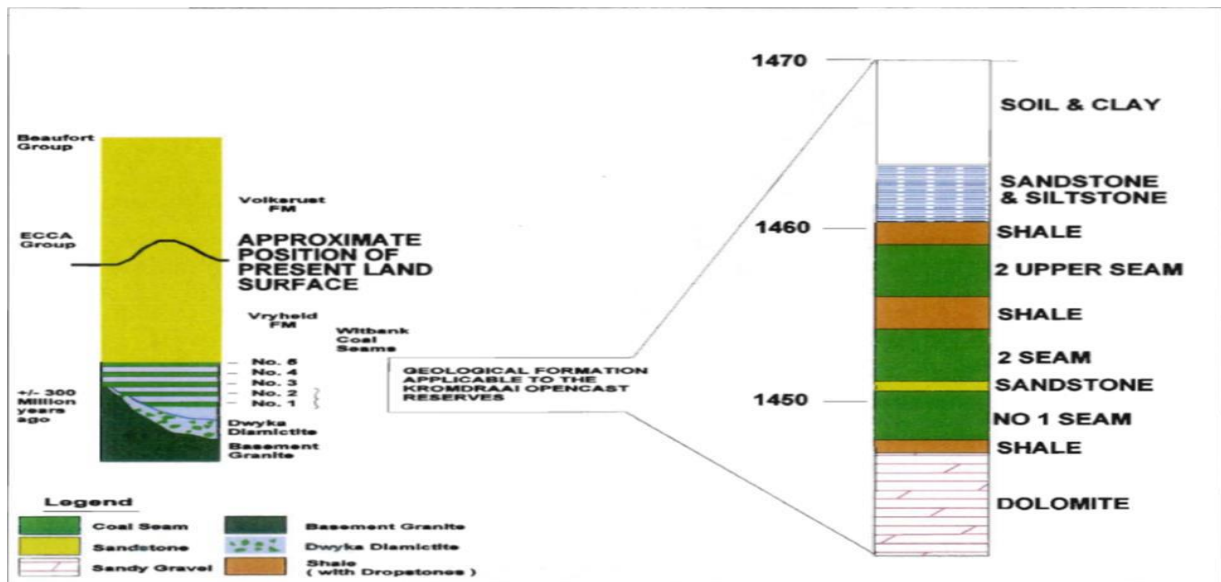 Beaufort
Group
Volksrust
FM
ECCA
Group
APPROXIMATE
POSITION OF
PRESENT LAND
SURFACE
Vryheid
FM
Witbank
Coal
Seams
No. 5
No. 4
No. 3
No. 2
No. 1
+/- 300
Million
years
ago
Dwyka
Diamictite
Basement
Granite
GEOLOGICAL FORMATION
APPLICABLE TO THE
KROMDRAAI OPENCAST
RESERVES
1470
SOIL & CLAY
SANDSTONE
& SILTSTONE
1460
SHALE
2 UPPER SEAM
SHALE
2 SEAM
SANDSTONE
1450
NO 1 SEAM
SHALE
DOLOMITE
Legend
Coal Seam
Basement Granite
Sandstone
Dwyka Diamictite
Sandy Gravel
Shale
( with Dropstones )